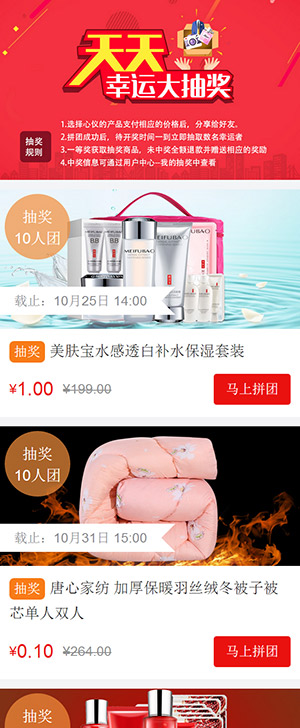 天天
幸运大抽奖
抽奖
规则
1.选择心仪的产品支付相应的价格后，分享给好友。
2.拼团成功后，待开奖时间一到立即抽取数名幸运者
3.一等奖获取抽奖商品，未中奖全额退款并赠送相应的奖励
4.中奖信息可通过用户中心–我的抽奖中查看
抽奖
10人团
MEIFUBAO
BB
MEIFUBAO
BB
MEIFUBAO
MEIFUBAO
截止：10月25日 14:00
抽奖 美肤宝水感透白补水保湿套装
¥1.00 ¥199.00 马上拼团
抽奖
10人团
截止：10月31日 15:00
抽奖 唐心家纺 加厚保暖羽丝绒冬被子被
芯单人双人
¥0.10 ¥264.00 马上拼团
抽奖